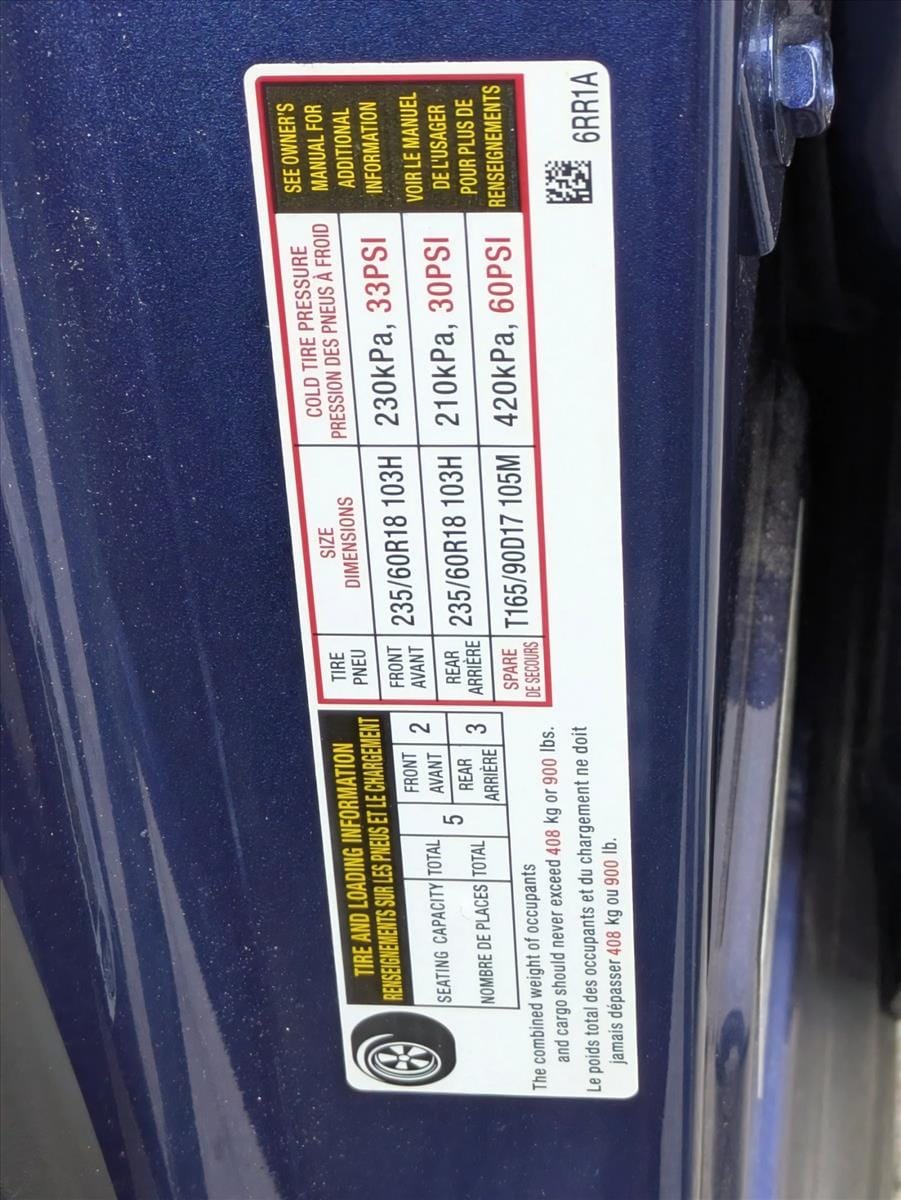 TIRE AND LOADING INFORMATION
RENSEIGNEMENTS SUR LES PNEUS ET LE CHARGEMENT
SEATING CAPACITY TOTAL 5 FRONT AVANT 2
NOMBRE DE PLACES TOTAL REAR ARRIÈRE 3
The combined weight of occupants
and cargo should never exceed 408 kg or 900 lbs.
Le poids total des occupants et du chargement ne doit
jamais dépasser 408 kg ou 900 lb.
TIRE PNEU
SIZE DIMENSIONS
COLD TIRE PRESSURE
PRESSION DES PNEUS À FROID
FRONT AVANT 235/60R18 103H 230kPa, 33PSI
REAR ARRIÈRE 235/60R18 103H 210kPa, 30PSI
SPARE DE SECOURS T165/90D17 105M 420kPa, 60PSI
SEE OWNER'S
MANUAL FOR
ADDITIONAL
INFORMATION
VOIR LE MANUEL
DE L'USAGER
POUR PLUS DE
RENSEIGNEMENTS
6RR1A